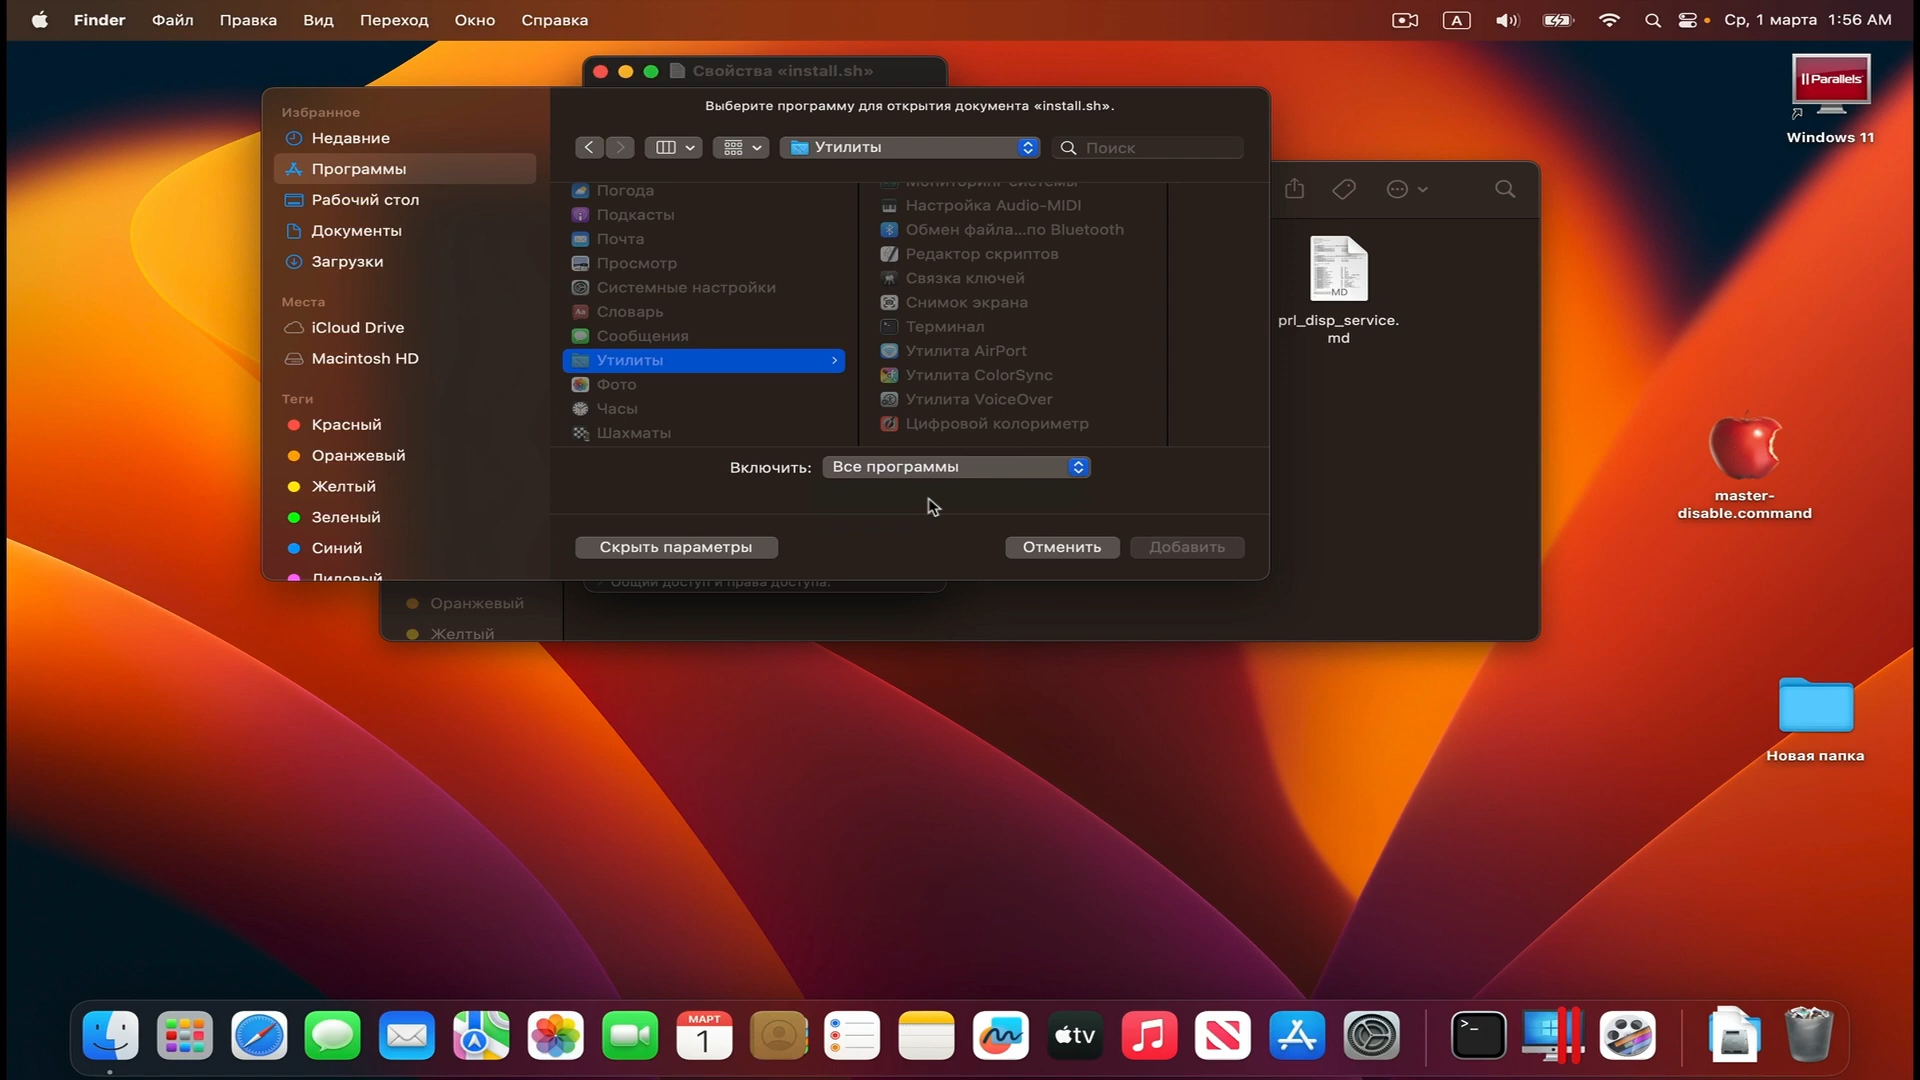 Finder Файл Правка Вид Переход Окно Справка A Ср, 1 марта 1:56 AM
Свойства «install.sh»
Выберите программу для открытия документа «install.sh».
Избранное
Недавние
Программы
Рабочий стол
Документы
Загрузки
Места
iCloud Drive
Macintosh HD
Теги
Красный
Оранжевый
Желтый
Зеленый
Синий
Лиловый
Утилиты
Поиск
Погода
Подкасты
Почта
Просмотр
Системные настройки
Словарь
Сообщения
Утилиты
Фото
Часы
Шахматы
Мониторинг системы
Настройка Audio-MIDI
Обмен файла...по Bluetooth
Редактор скриптов
Связка ключей
Снимок экрана
Терминал
Утилита AirPort
Утилита ColorSync
Утилита VoiceOver
Цифровой колориметр
Включить: Все программы
Скрыть параметры Отменить Добавить
Общий доступ и права доступа:
Оранжевый
Желтый
MD
prl_disp_service.
md
Parallels
Windows 11
master-
disable.command
Новая папка
МАРТ
1
tv